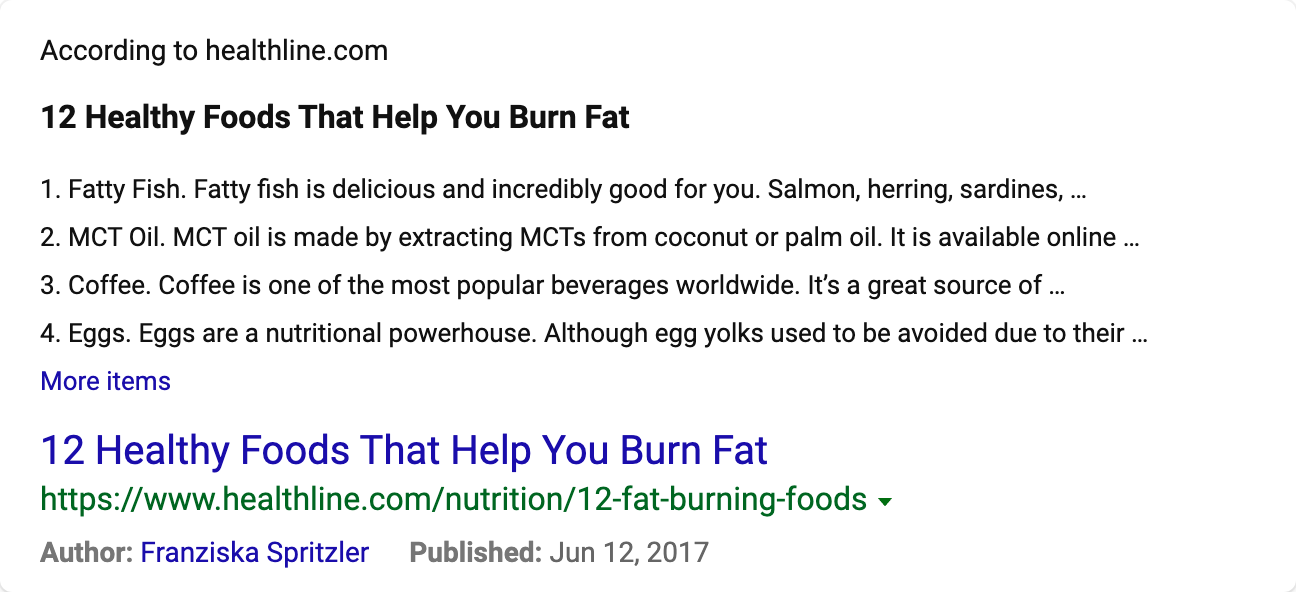 According to healthline.com
12 Healthy Foods That Help You Burn Fat
1. Fatty Fish. Fatty fish is delicious and incredibly good for you. Salmon, herring, sardines, ...
2. MCT Oil. MCT oil is made by extracting MCTs from coconut or palm oil. It is available online ...
3. Coffee. Coffee is one of the most popular beverages worldwide. It’s a great source of ...
4. Eggs. Eggs are a nutritional powerhouse. Although egg yolks used to be avoided due to their ...
More items
12 Healthy Foods That Help You Burn Fat
https://www.healthline.com/nutrition/12-fat-burning-foods
Author: Franziska Spritzler Published: Jun 12, 2017